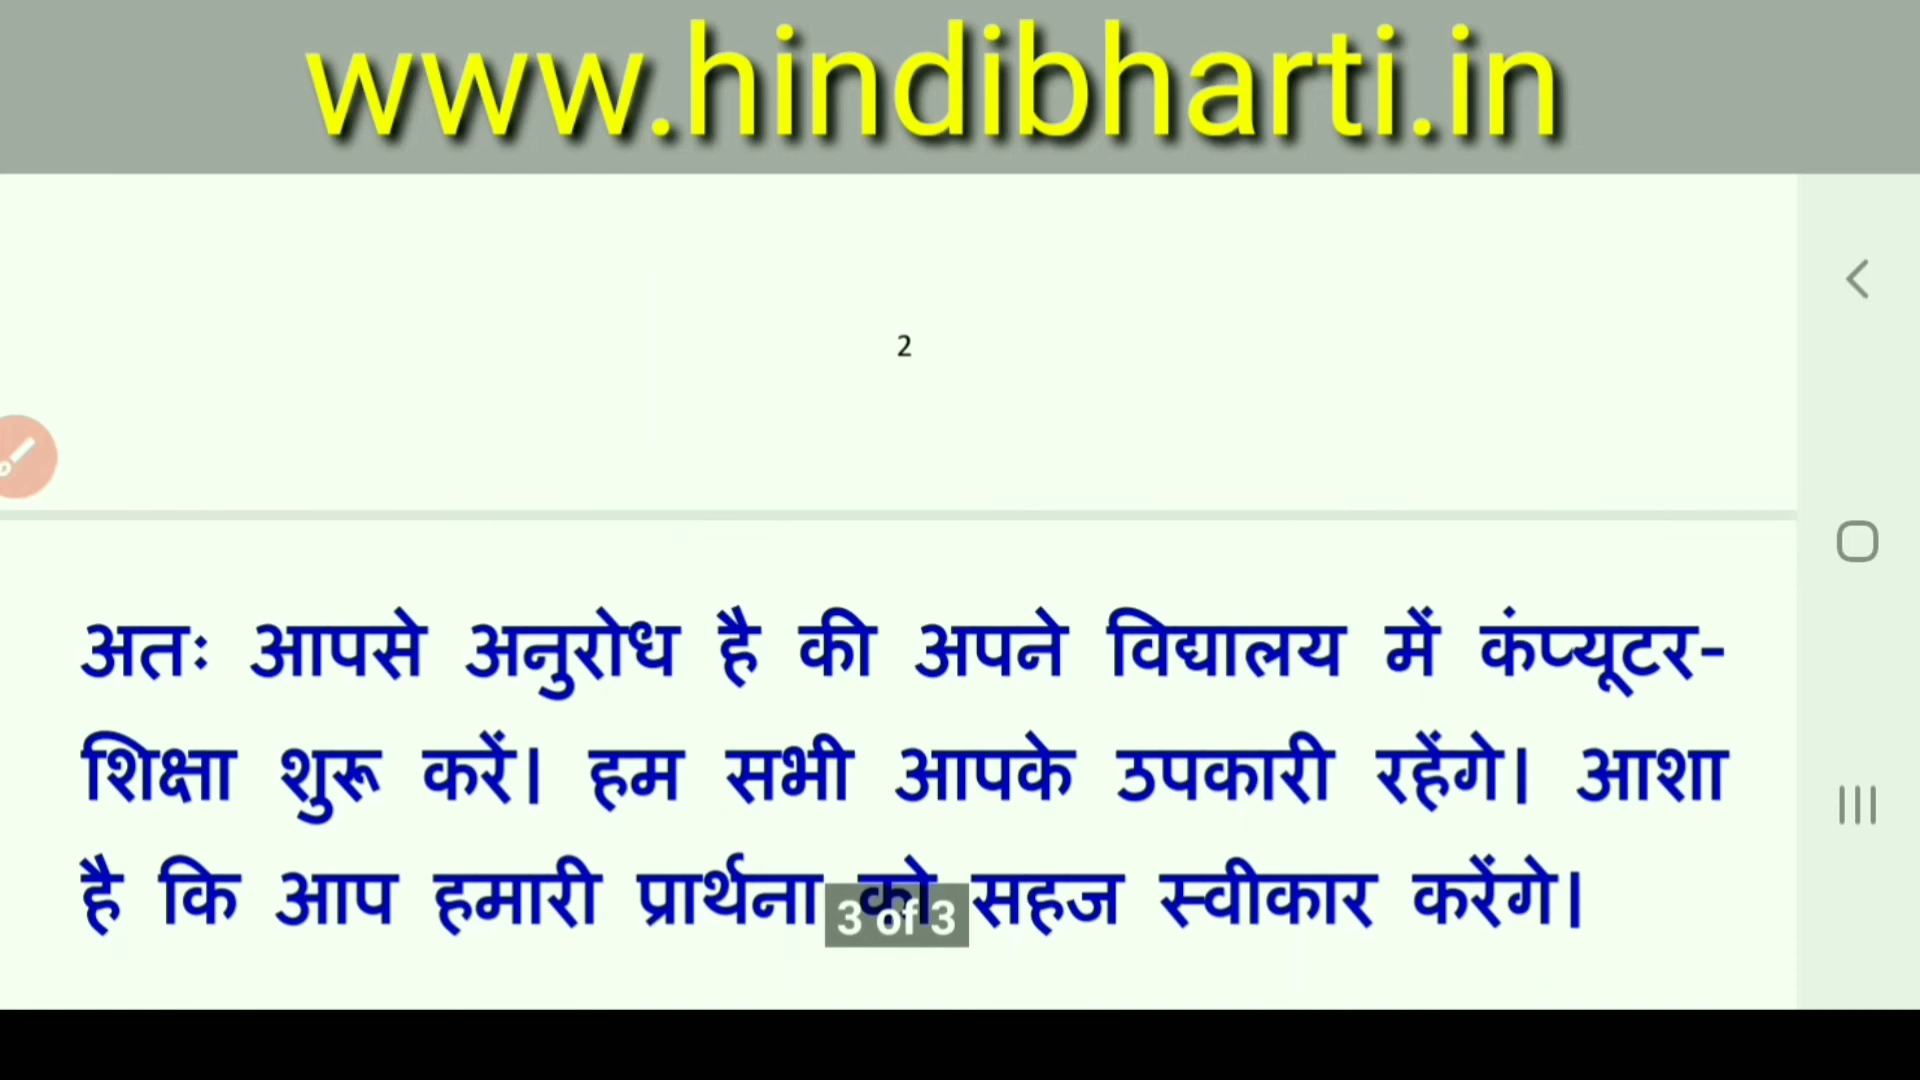 www.hindibharti.in
2
अतः आपसे अनुरोध है की अपने विद्यालय में कंप्यूटर-
शिक्षा शुरू करें। हम सभी आपके उपकारी रहेंगे। आशा
है कि आप हमारी प्रार्थना को सहज स्वीकार करेंगे।
3 of 3